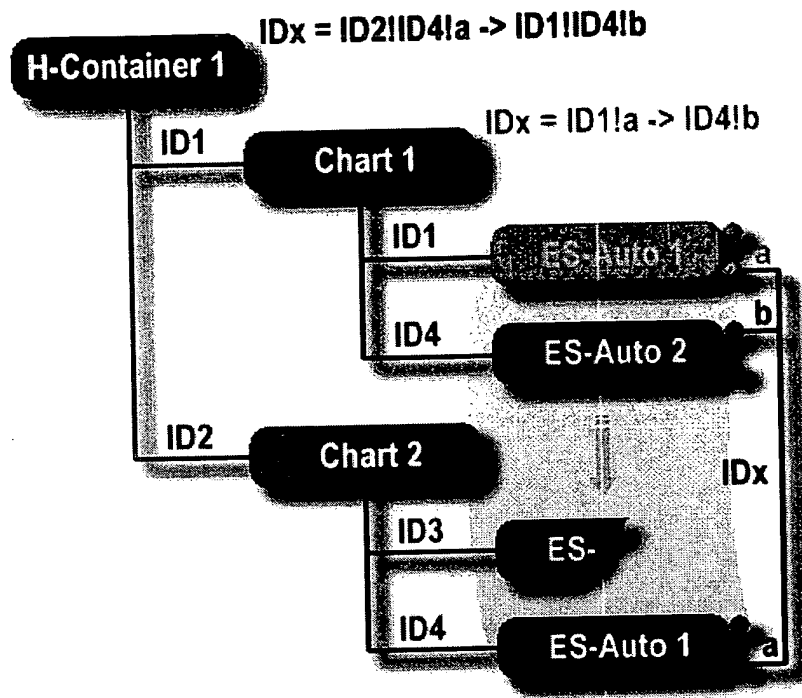 IDx = ID2!ID4!a -> ID1!ID4!b
H-Container 1
IDx = ID1!a -> ID4!b
ID1
Chart 1
ID1
ES-Auto 1
a
b
ID4
ES-Auto 2
ID2
Chart 2
IDx
ID3
ES-
ID4
ES-Auto 1
a